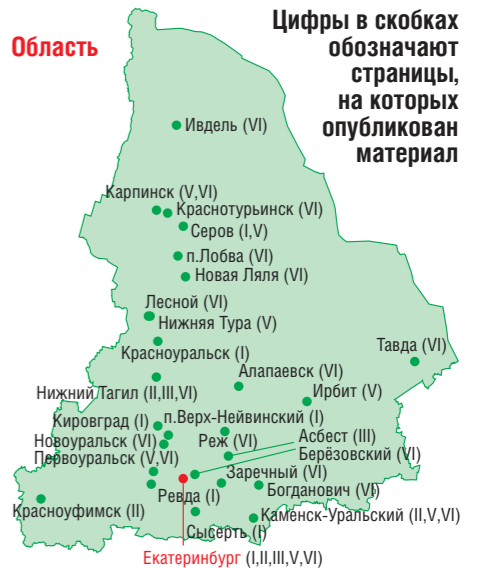 Область
Цифры в скобках
обозначают
страницы,
на которых
опубликован
материал
Ивдель (VI)
Карпинск (V,VI)
Краснотурьинск (VI)
Серов (I,V)
п.Лобва (VI)
Новая Ляля (VI)
Лесной (VI)
Нижняя Тура (V)
Красноуральск (I)
Тавда (VI)
Алапаевск (VI)
Нижний Тагил (II,III,VI)
Ирбит (V)
Кировград (I)
п.Верх-Нейвинский (I)
Новоуральск (VI)
Реж (VI)
Асбест (III)
Берёзовский (VI)
Первоуральск (V,VI)
Заречный (VI)
Ревда (I)
Богданович (VI)
Красноуфимск (II)
Каменск-Уральский (II,V,VI)
Сысерть (I)
Екатеринбург (I,II,III,V,VI)